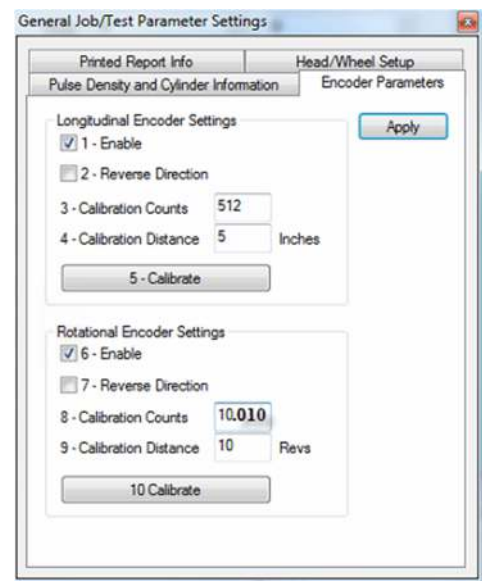 General Job/Test Parameter Settings
Printed Report Info Head/Wheel Setup
Pulse Density and Cylinder Information Encoder Parameters
Longitudinal Encoder Settings
Apply
1 - Enable
2 - Reverse Direction
3 - Calibration Counts 512
4 - Calibration Distance 5 Inches
5 - Calibrate
Rotational Encoder Settings
6 - Enable
7 - Reverse Direction
8 - Calibration Counts 10.010
9 - Calibration Distance 10 Revs
10 Calibrate